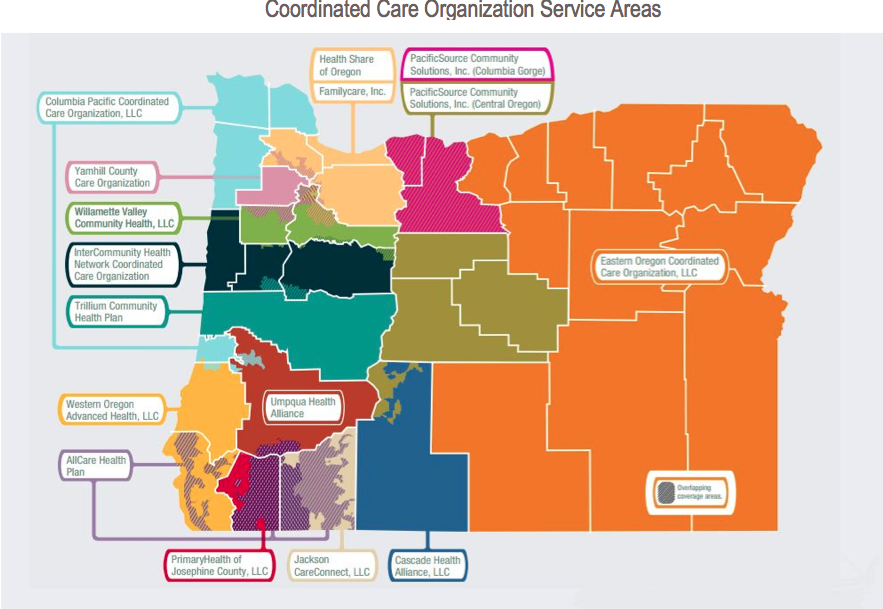 Coordinated Care Organization Service Areas
Health Share
of Oregon
Familycare, Inc.
PacificSource Community
Solutions, Inc. (Columbia Gorge)
PacificSource Community
Solutions, Inc. (Central Oregon)
Columbia Pacific Coordinated
Care Organization, LLC
Yamhill County
Care Organization
Willamette Valley
Community Health, LLC
InterCommunity Health
Network Coordinated
Care Organization
Eastern Oregon Coordinated
Care Organization, LLC
Trillium Community
Health Plan
Western Oregon
Advanced Health, LLC
Umpqua Health
Alliance
AllCare Health
Plan
Overlapping
coverage areas.
PrimaryHealth of
Josephine County, LLC
Jackson
CareConnect, LLC
Cascade Health
Alliance, LLC